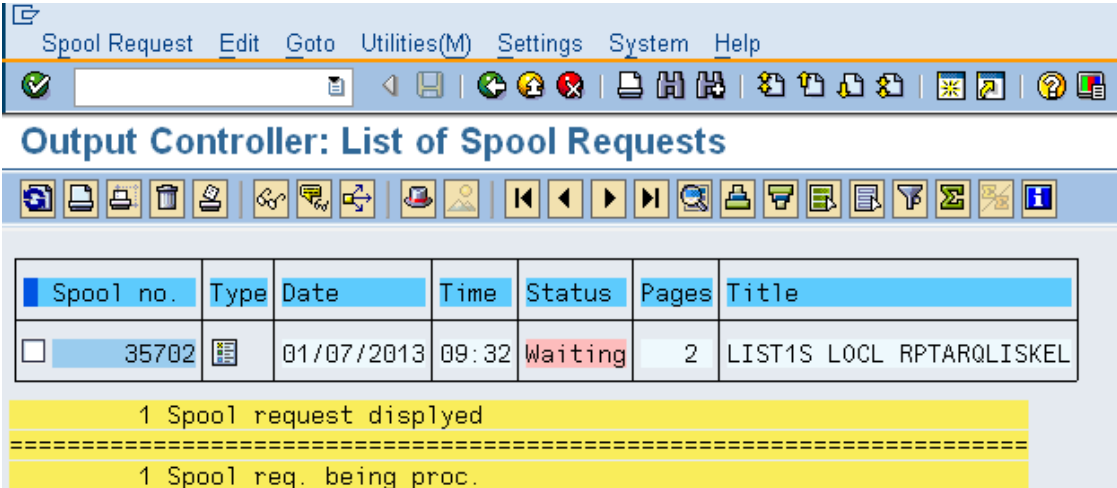 Spool Request Edit Goto Utilities(M) Settings System Help
Output Controller: List of Spool Requests
Spool no. Type Date Time Status Pages Title
35702 01/07/2013 09:32 Waiting 2 LIST1S LOCL RPTARQLISKEL
1 Spool request displyed
=======================================================================
1 Spool req. being proc.